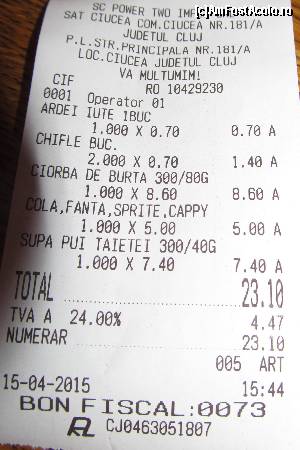 (c)AmFostAcolo.ro
SC POWER TWO IMP
SAT CIUCEA COM.CIUCEA NR.181/A
JUDETUL CLUJ
P.L.STR.PRINCIPALA NR.181/A
LOC.CIUCEA JUDETUL CLUJ
VA MULTUMIM!
CIF RO 10429230
0001 Operator 01
ARDEI IUTE 1BUC
1.000 X 0.70 0.70 A
CHIFLE BUC.
2.000 X 0.70 1.40 A
CIORBA DE BURTA 300/80G
1.000 X 8.60 8.60 A
COLA,FANTA,SPRITE,CAPPY
1.000 X 5.00 5.00 A
SUPA PUI TAIETEI 300/40G
1.000 X 7.40 7.40 A
TOTAL 23.10
TVA A 24.00% 4.47
NUMERAR 23.10
005 ART
15-04-2015 15:44
BON FISCAL:0073
CJ0463051807